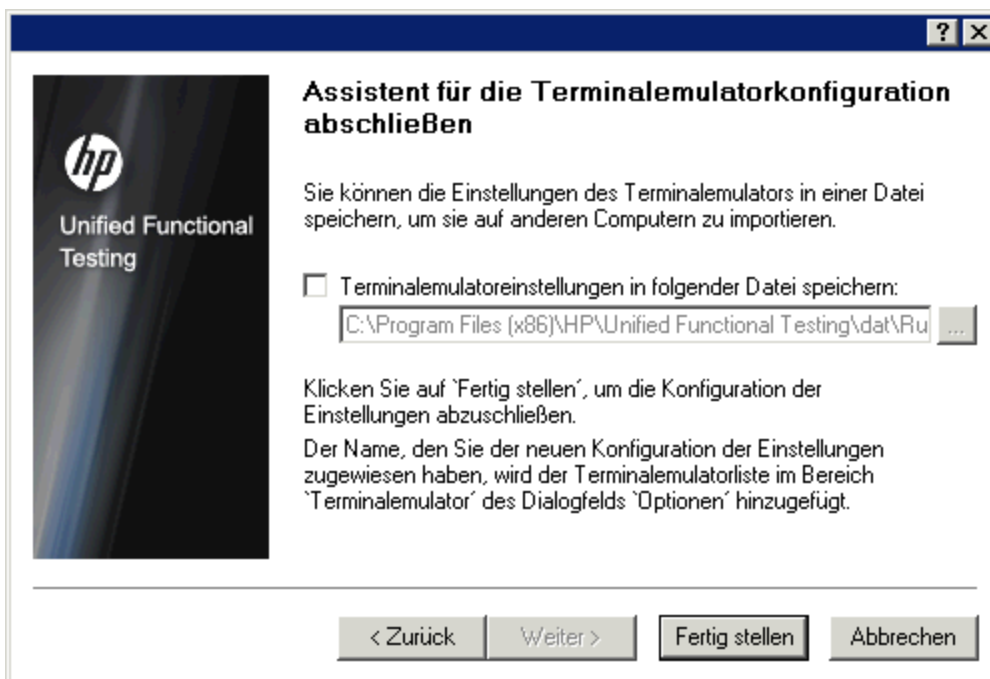 Assistent für die Terminalemulatorkonfiguration
abschließen
hp
Unified Functional
Testing
Sie können die Einstellungen des Terminalemulators in einer Datei
speichern, um sie auf anderen Computern zu importieren.
Terminalemulatoreinstellungen in folgender Datei speichern:
C:\Program Files (x86)\HP\Unified Functional Testing\dat\Ru
...
Klicken Sie auf `Fertig stellen´, um die Konfiguration der
Einstellungen abzuschließen.
Der Name, den Sie der neuen Konfiguration der Einstellungen
zugewiesen haben, wird der Terminalemulatorliste im Bereich
`Terminalemulator´ des Dialogfelds `Optionen´ hinzugefügt.
< Zurück
Weiter >
Fertig stellen
Abbrechen